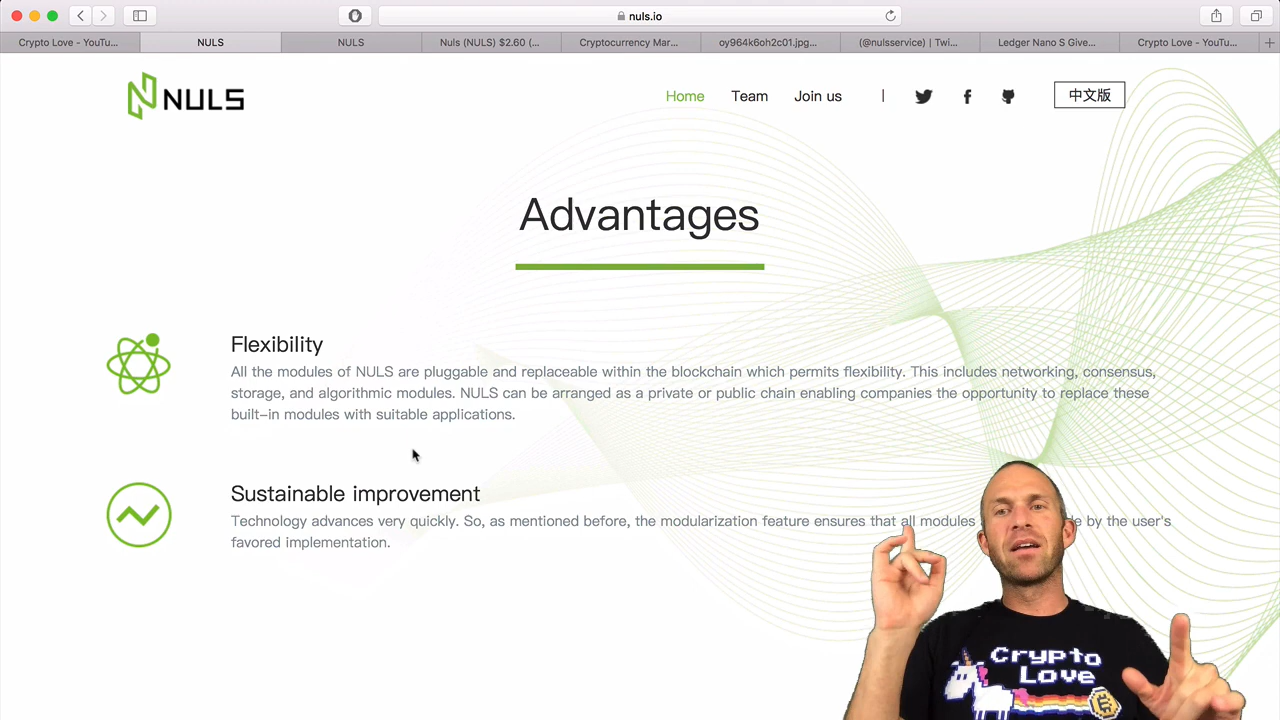 nuls.io
Crypto Love - YouTu...
NULS
NULS
Nuls (NULS) $2.60 (...
Cryptocurrency Mar...
oy964k6oh2c01.jpg...
(@nulsservice) | Twi...
Ledger Nano S Give...
Crypto Love - YouTu...
NULS
Home
Team
Join us
|
中文版
Advantages
Flexibility
All the modules of NULS are pluggable and replaceable within the blockchain which permits flexibility. This includes networking, consensus,
storage, and algorithmic modules. NULS can be arranged as a private or public chain enabling companies the opportunity to replace these
built-in modules with suitable applications.
Sustainable improvement
Technology advances very quickly. So, as mentioned before, the modularization feature ensures that all modules by the user's
favored implementation.
Crypto
Love